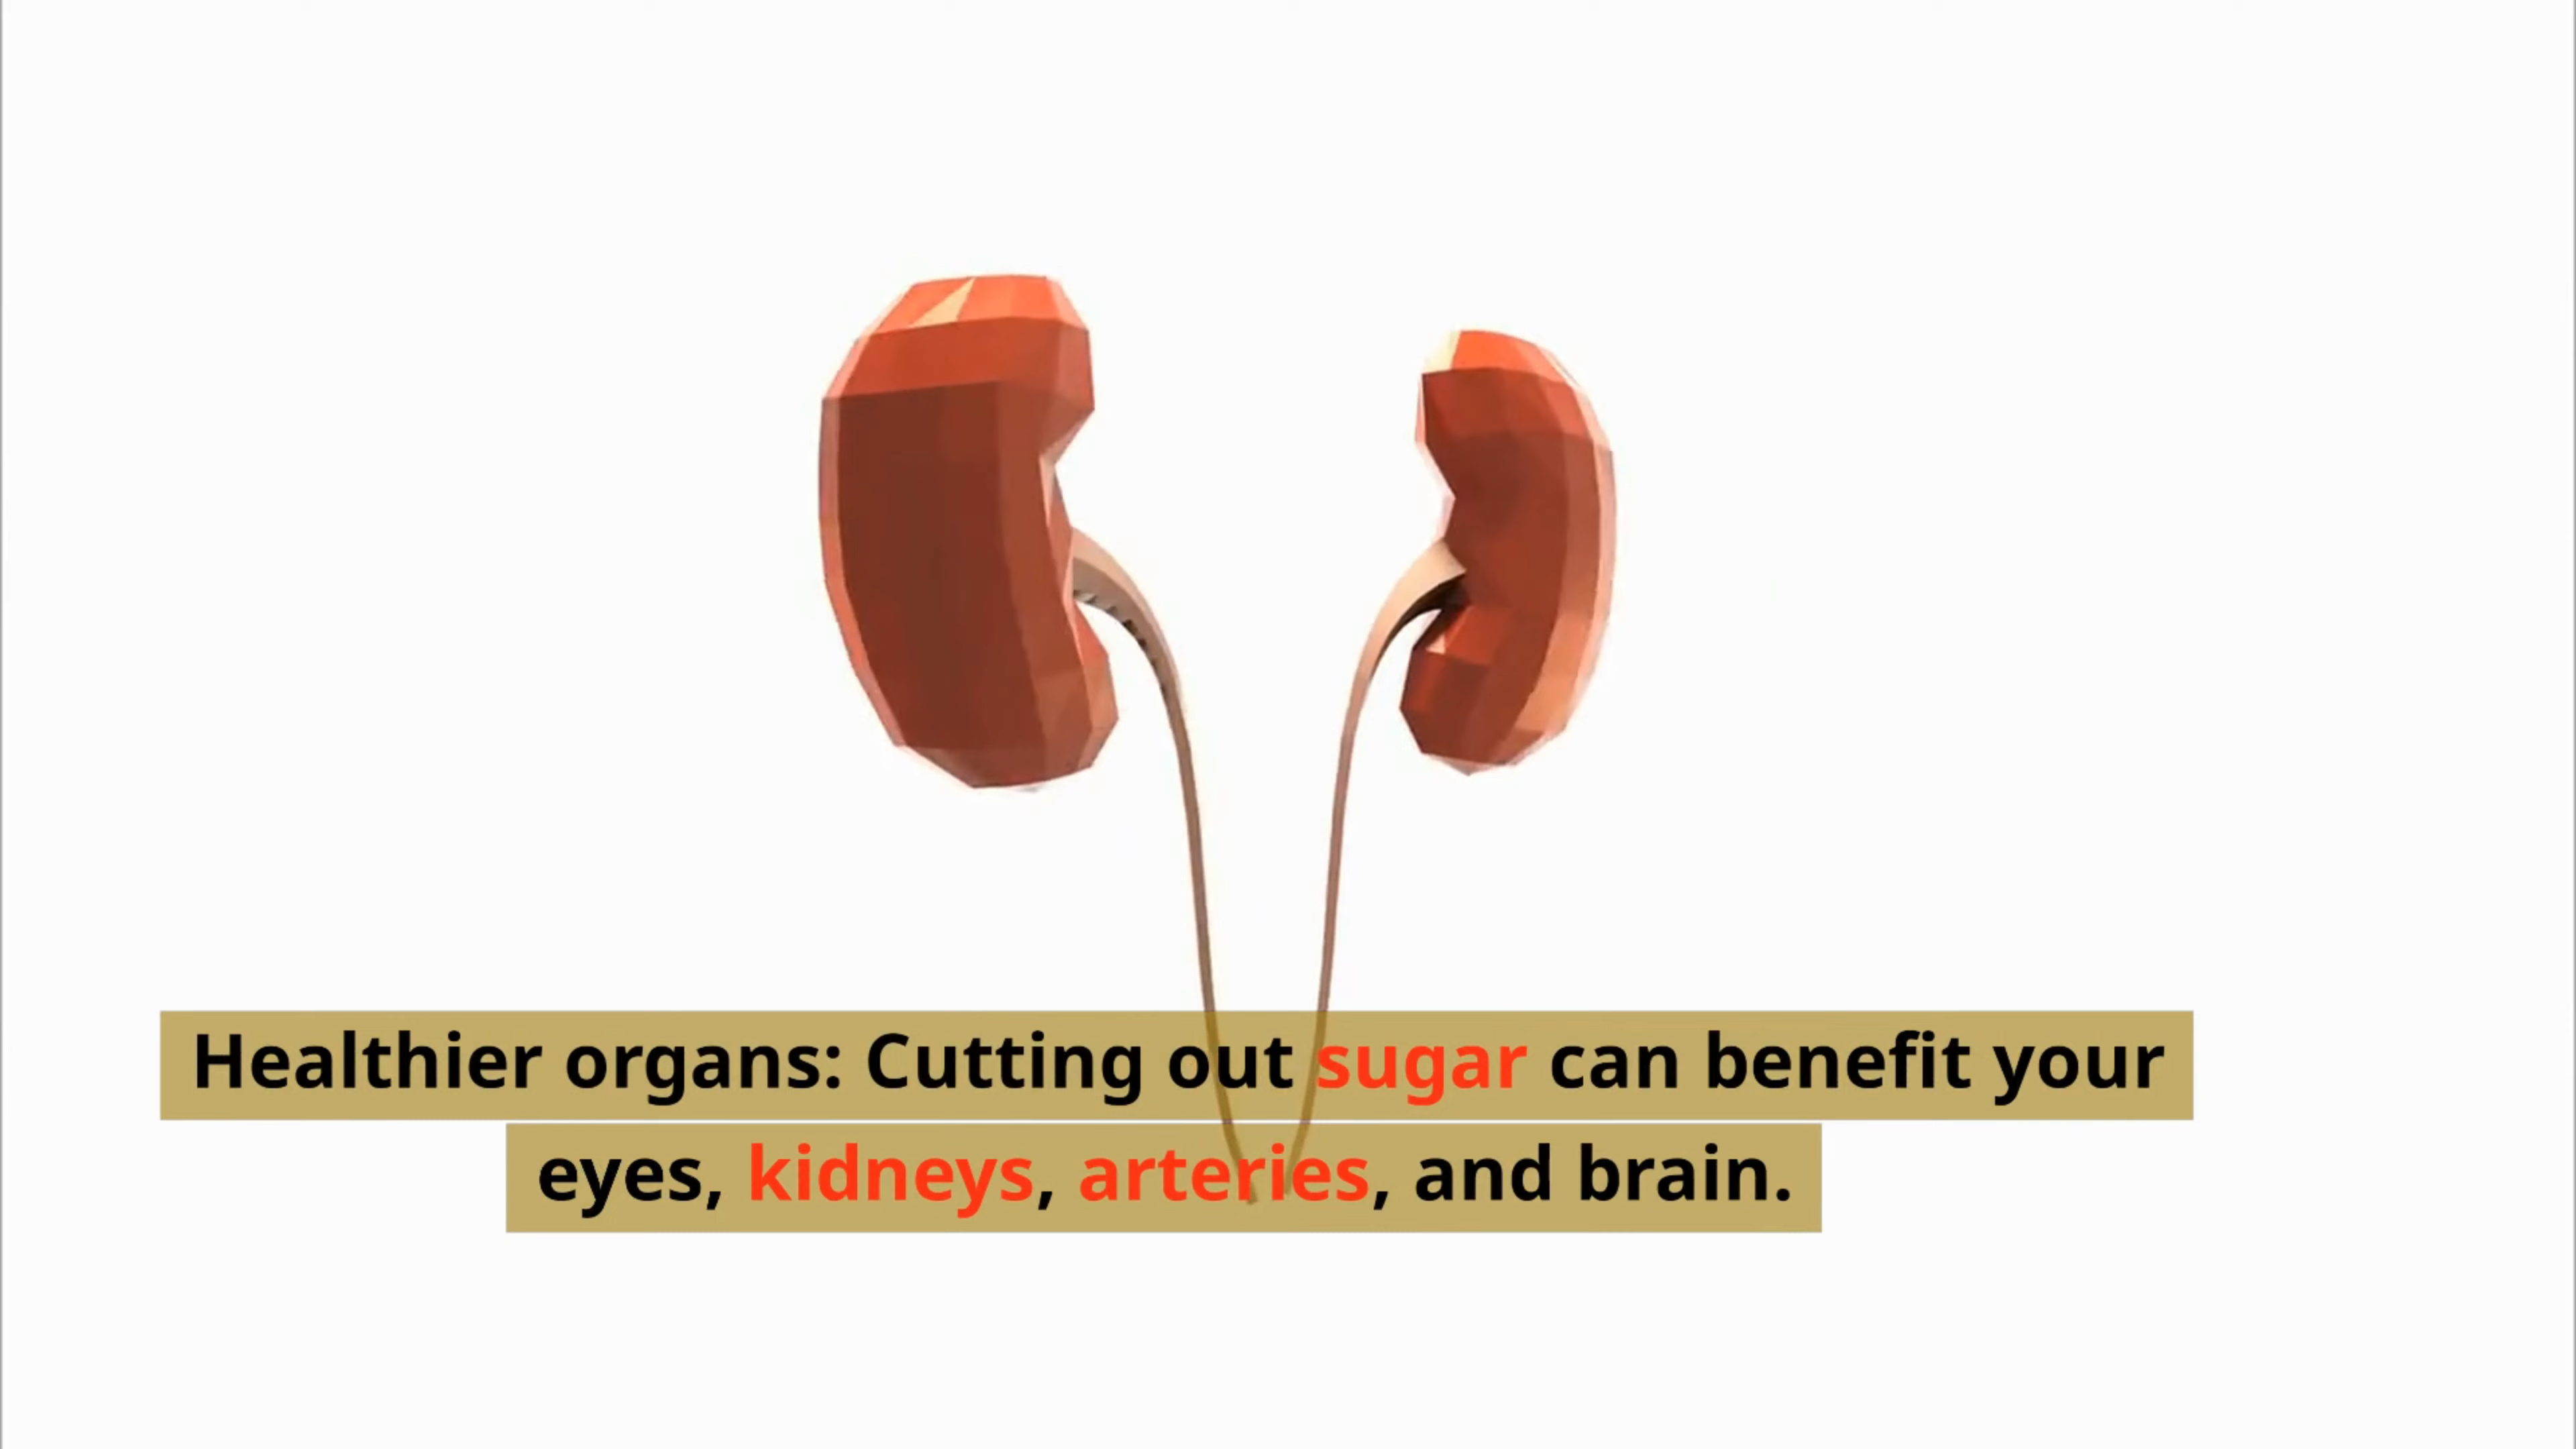 Healthier organs: Cutting out sugar can benefit your
eyes, kidneys, arteries, and brain.